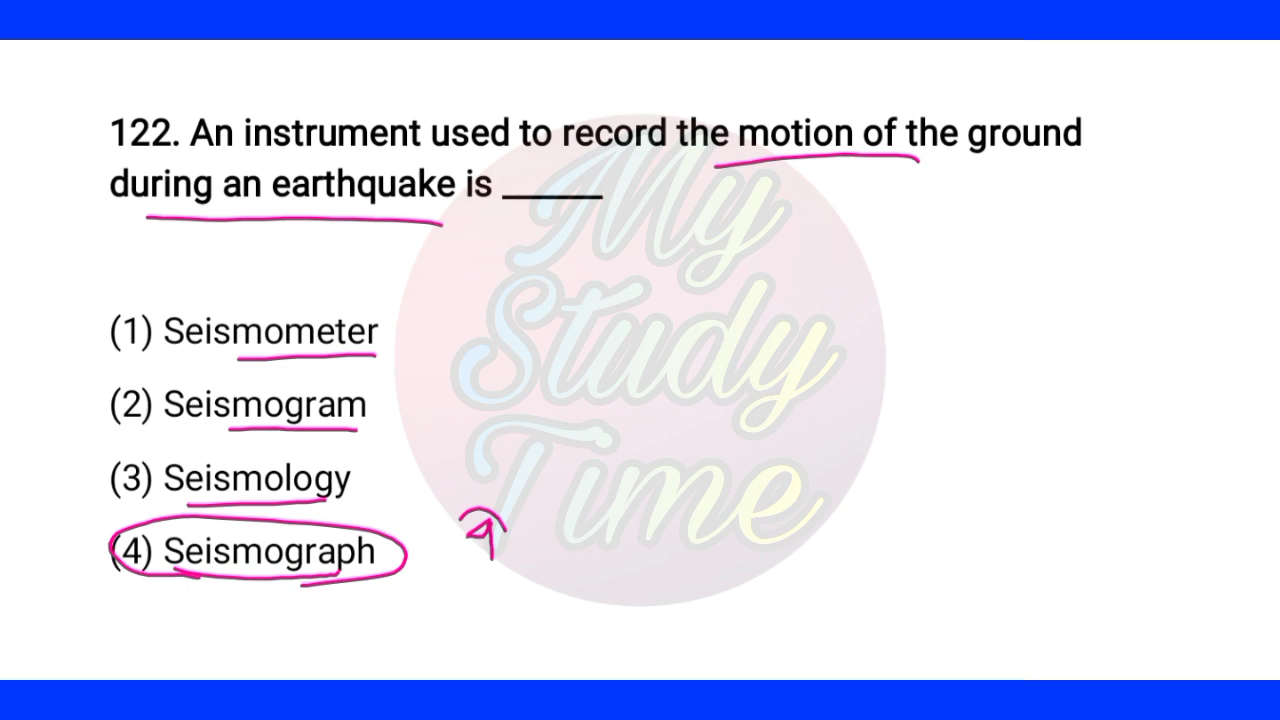 122. An instrument used to record the motion of the ground
during an earthquake is ______
(1) Seismometer
(2) Seismogram
(3) Seismology
(4) Seismograph
My
Study
Time